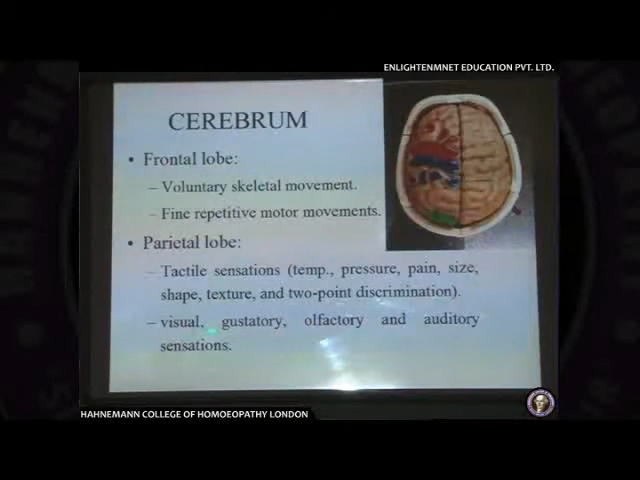 ENLIGHTENMNET EDUCATION PVT. LTD.
CEREBRUM
• Frontal lobe:
– Voluntary skeletal movement.
– Fine repetitive motor movements.
• Parietal lobe:
– Tactile sensations (temp., pressure, pain, size,
shape, texture, and two-point discrimination).
– visual, gustatory, olfactory and auditory
sensations.
HAHNEMANN COLLEGE OF HOMOEOPATHY LONDON